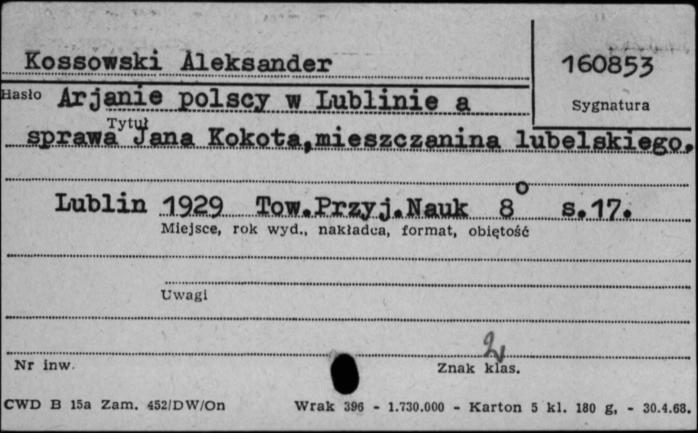 Kossowski Aleksander
160853
Hasło Arjanie polscy w Lublinie a
Sygnatura
Tytuł
sprawa Jana Kokota,mieszczanina lubelskiego.
Lublin 1929 Tow.Przyj.Nauk 8° s.17.
Miejsce, rok wyd., nakładca, format, objętość
Uwagi
Nr inw.
Znak klas.
CWD B 15a Zam. 452/DW/On Wrak 396 - 1.730.000 - Karton 5 kl. 180 g, - 30.4.68.